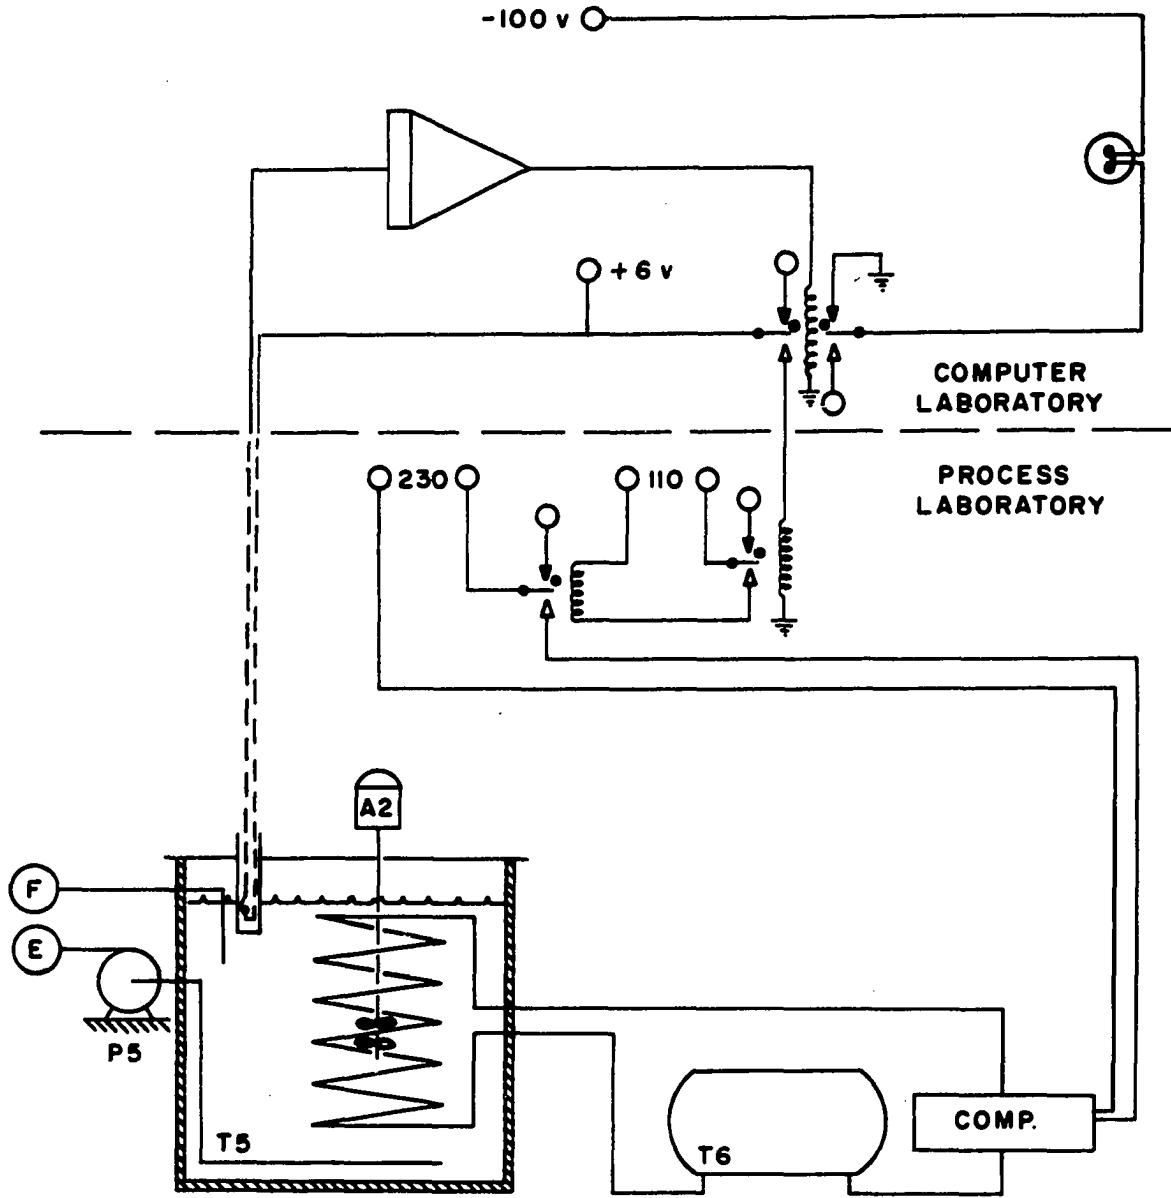 -100 v
+ 6 v
COMPUTER
LABORATORY
PROCESS
LABORATORY
230
110
A2
F
E
P5
T5
T6
COMP.